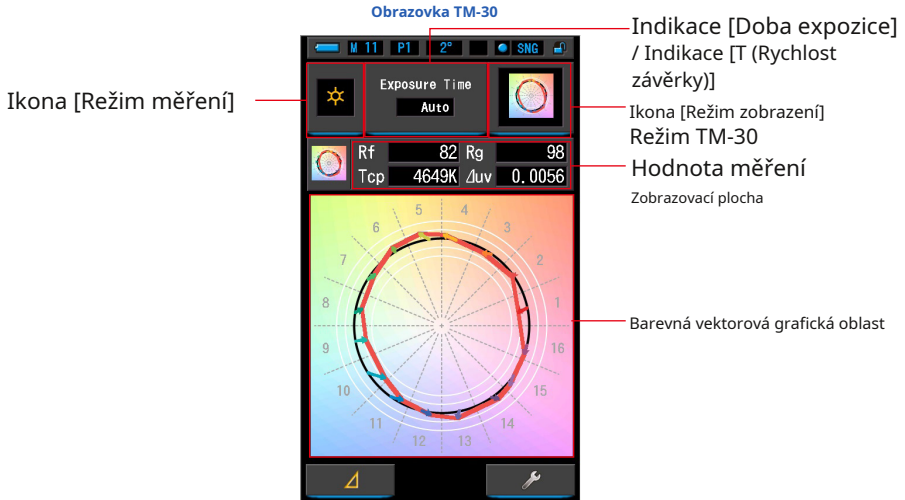 Obrazovka TM-30
Indikace [Doba expozice]
/ Indikace [T (Rychlost
závěrky)]
Ikona [Režim měření]
Ikona [Režim zobrazení]
Režim TM-30
Hodnota měření
Zobrazovací plocha
Barevná vektorová grafická oblast
M 11 P1 2° SNG
Exposure Time
Auto
Rf 82 Rg 98
Tcp 4649K ⊿uv 0.0056
5 4
6 3
7 2
8 1
9 16
10 15
11 14
12 13